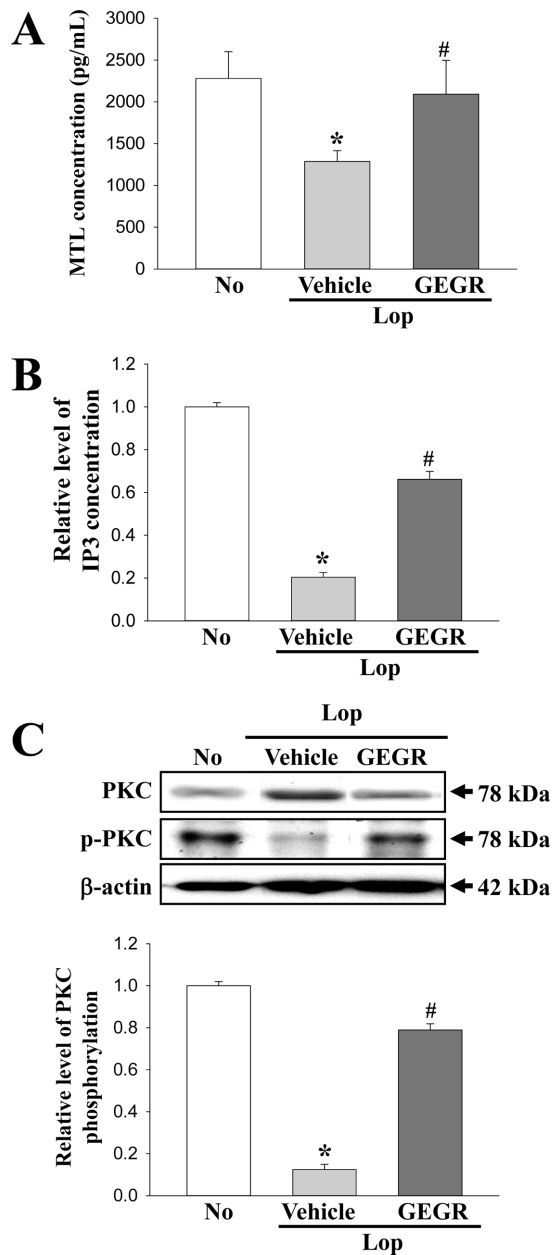 A
MTL concentration (pg/mL)
3000
2500
2000
1500
1000
500
0
*
#
No Vehicle GEGR
Lop
B
Relative level of
IP3 concentration
1.2
1.0
0.8
0.6
0.4
0.2
0.0
*
#
No Vehicle GEGR
Lop
C
Lop
No Vehicle GEGR
PKC 78 kDa
p-PKC 78 kDa
β-actin 42 kDa
Relative level of PKC
phosphorylation
1.2
1.0
0.8
0.6
0.4
0.2
0.0
*
#
No Vehicle GEGR
Lop